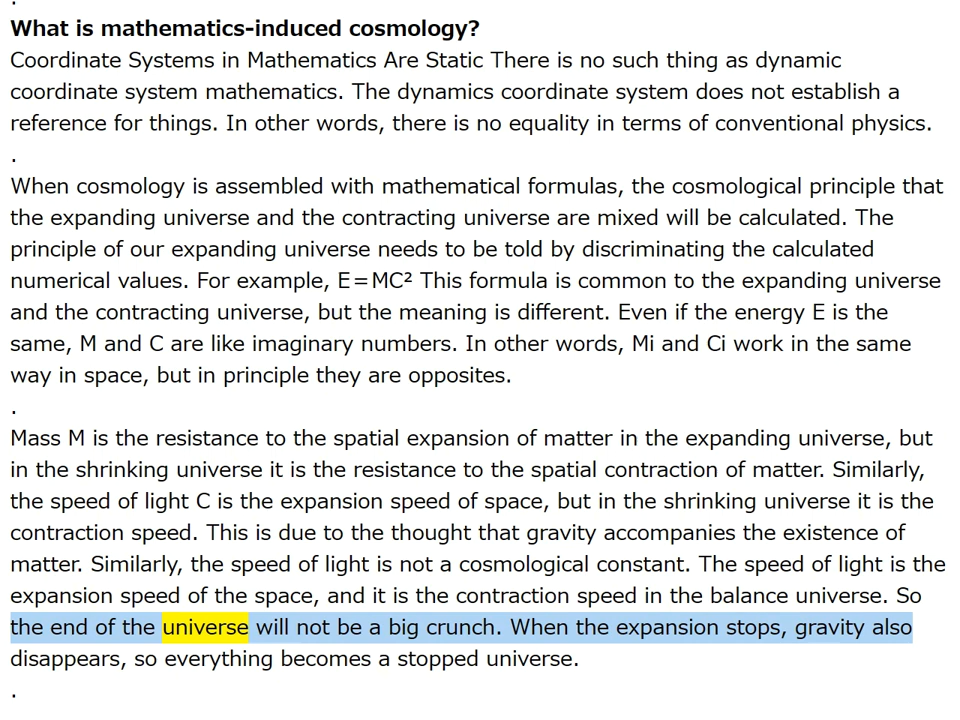 .
What is mathematics-induced cosmology?
Coordinate Systems in Mathematics Are Static There is no such thing as dynamic
coordinate system mathematics. The dynamics coordinate system does not establish a
reference for things. In other words, there is no equality in terms of conventional physics.
.
When cosmology is assembled with mathematical formulas, the cosmological principle that
the expanding universe and the contracting universe are mixed will be calculated. The
principle of our expanding universe needs to be told by discriminating the calculated
numerical values. For example, E=MC² This formula is common to the expanding universe
and the contracting universe, but the meaning is different. Even if the energy E is the
same, M and C are like imaginary numbers. In other words, Mi and Ci work in the same
way in space, but in principle they are opposites.
.
Mass M is the resistance to the spatial expansion of matter in the expanding universe, but
in the shrinking universe it is the resistance to the spatial contraction of matter. Similarly,
the speed of light C is the expansion speed of space, but in the shrinking universe it is the
contraction speed. This is due to the thought that gravity accompanies the existence of
matter. Similarly, the speed of light is not a cosmological constant. The speed of light is the
expansion speed of the space, and it is the contraction speed in the balance universe. So
the end of the universe will not be a big crunch. When the expansion stops, gravity also
disappears, so everything becomes a stopped universe.
.